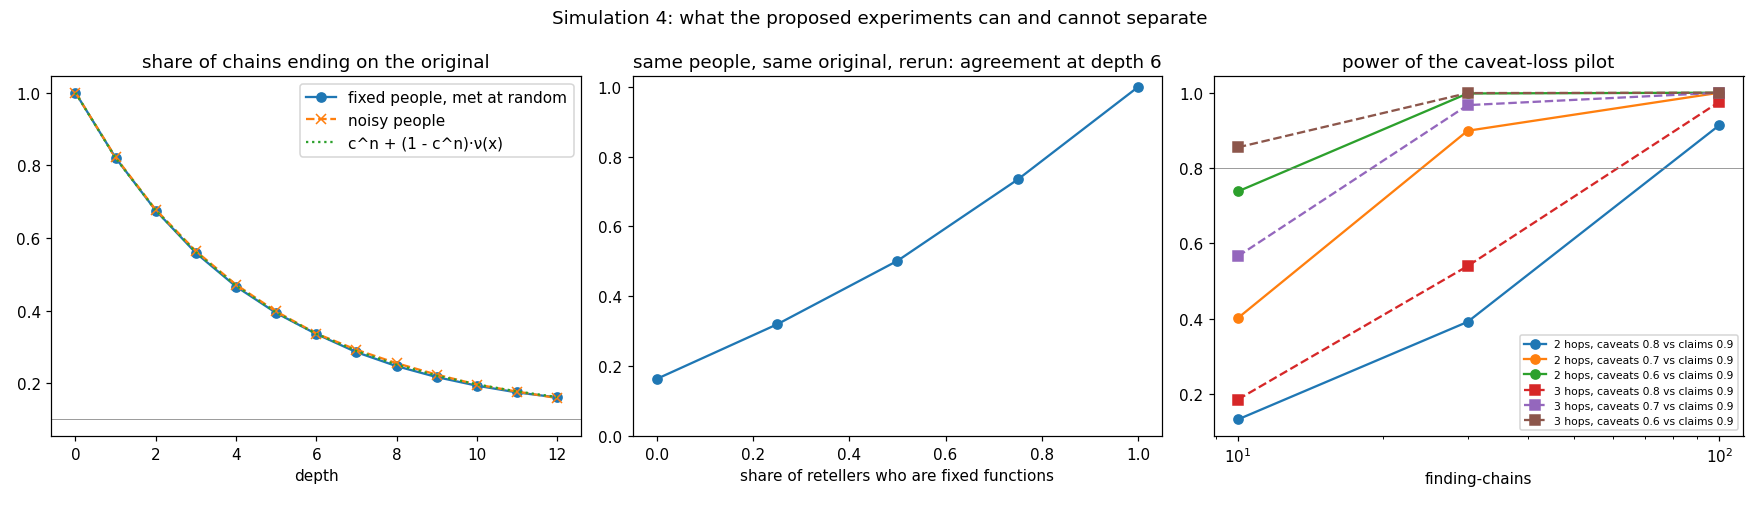 Simulation 4: what the proposed experiments can and cannot separate
share of chains ending on the original
1.0
0.8
0.6
0.4
0.2
0
2
4
6
8
10
12
depth
fixed people, met at random
noisy people
c^n + (1 - c^n)·ν(x)
same people, same original, rerun: agreement at depth 6
1.0
0.8
0.6
0.4
0.2
0.0
0.0
0.2
0.4
0.6
0.8
1.0
share of retellers who are fixed functions
power of the caveat-loss pilot
1.0
0.8
0.6
0.4
0.2
10¹
10²
finding-chains
2 hops, caveats 0.8 vs claims 0.9
2 hops, caveats 0.7 vs claims 0.9
2 hops, caveats 0.6 vs claims 0.9
3 hops, caveats 0.8 vs claims 0.9
3 hops, caveats 0.7 vs claims 0.9
3 hops, caveats 0.6 vs claims 0.9